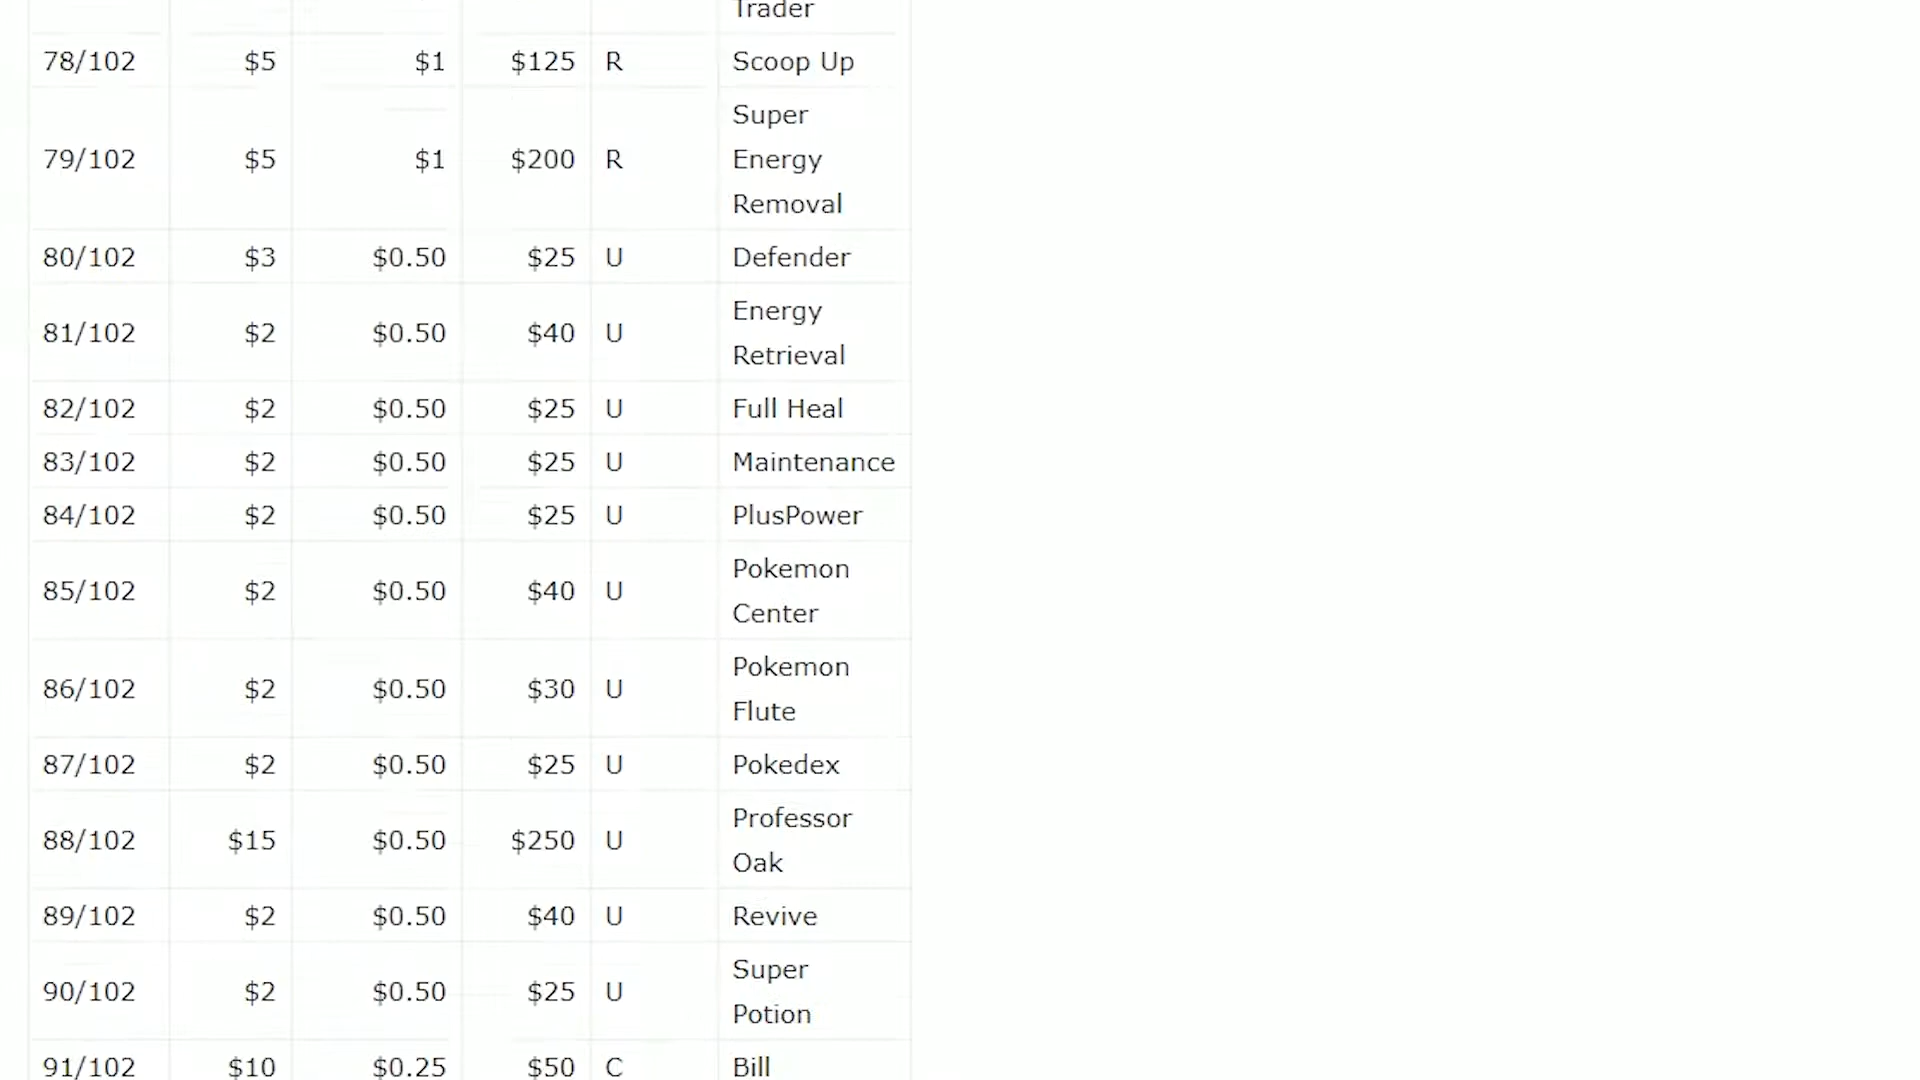 Trader
78/102 $5 $1 $125 R Scoop Up
Super
79/102 $5 $1 $200 R Energy
Removal
80/102 $3 $0.50 $25 U Defender
Energy
81/102 $2 $0.50 $40 U
Retrieval
82/102 $2 $0.50 $25 U Full Heal
83/102 $2 $0.50 $25 U Maintenance
84/102 $2 $0.50 $25 U PlusPower
Pokemon
85/102 $2 $0.50 $40 U
Center
Pokemon
86/102 $2 $0.50 $30 U
Flute
87/102 $2 $0.50 $25 U Pokedex
Professor
88/102 $15 $0.50 $250 U
Oak
89/102 $2 $0.50 $40 U Revive
Super
90/102 $2 $0.50 $25 U
Potion
91/102 $10 $0.25 $50 C Bill